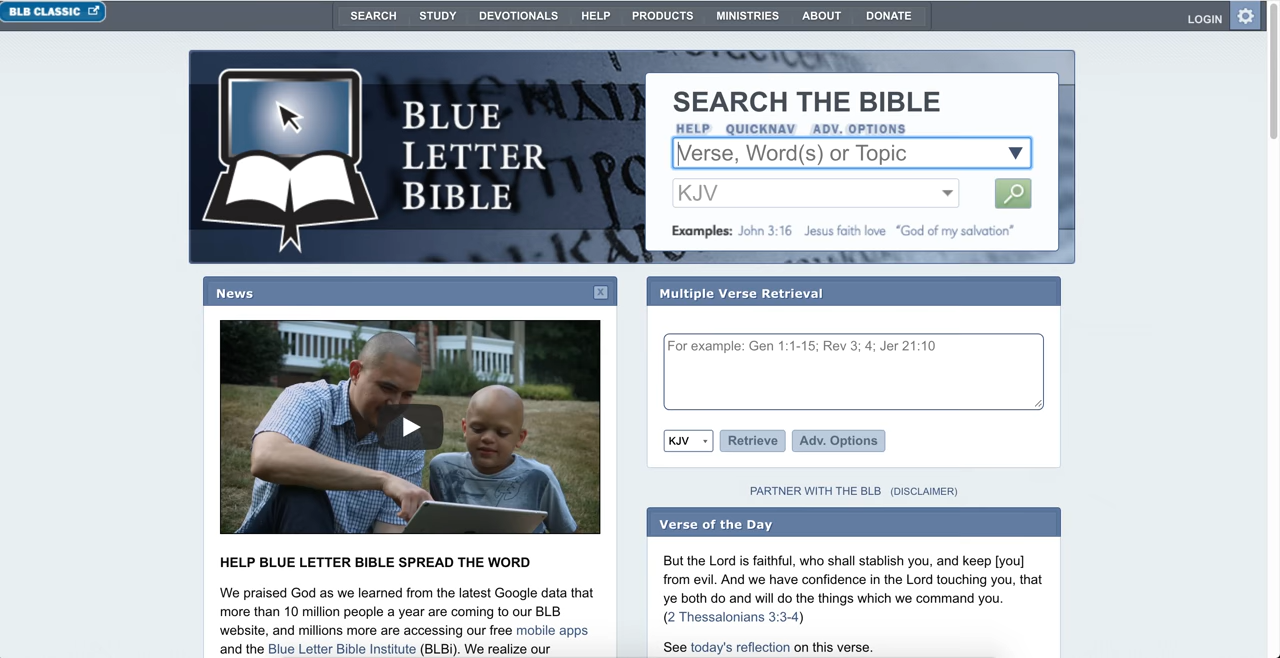 BLB CLASSIC
SEARCH STUDY DEVOTIONALS HELP PRODUCTS MINISTRIES ABOUT DONATE
LOGIN
BLUE
LETTER
BIBLE
SEARCH THE BIBLE
HELP QUICKNAV ADV. OPTIONS
Verse, Word(s) or Topic
KJV
Examples: John 3:16 Jesus faith love “God of my salvation”
News
HELP BLUE LETTER BIBLE SPREAD THE WORD
We praised God as we learned from the latest Google data that
more than 10 million people a year are coming to our BLB
website, and millions more are accessing our free mobile apps
and the Blue Letter Bible Institute (BLBi). We realize our
Multiple Verse Retrieval
For example: Gen 1:1-15; Rev 3; 4; Jer 21:10
KJV Retrieve Adv. Options
PARTNER WITH THE BLB (DISCLAIMER)
Verse of the Day
But the Lord is faithful, who shall stablish you, and keep [you]
from evil. And we have confidence in the Lord touching you, that
ye both do and will do the things which we command you.
(2 Thessalonians 3:3-4)
See today's reflection on this verse.